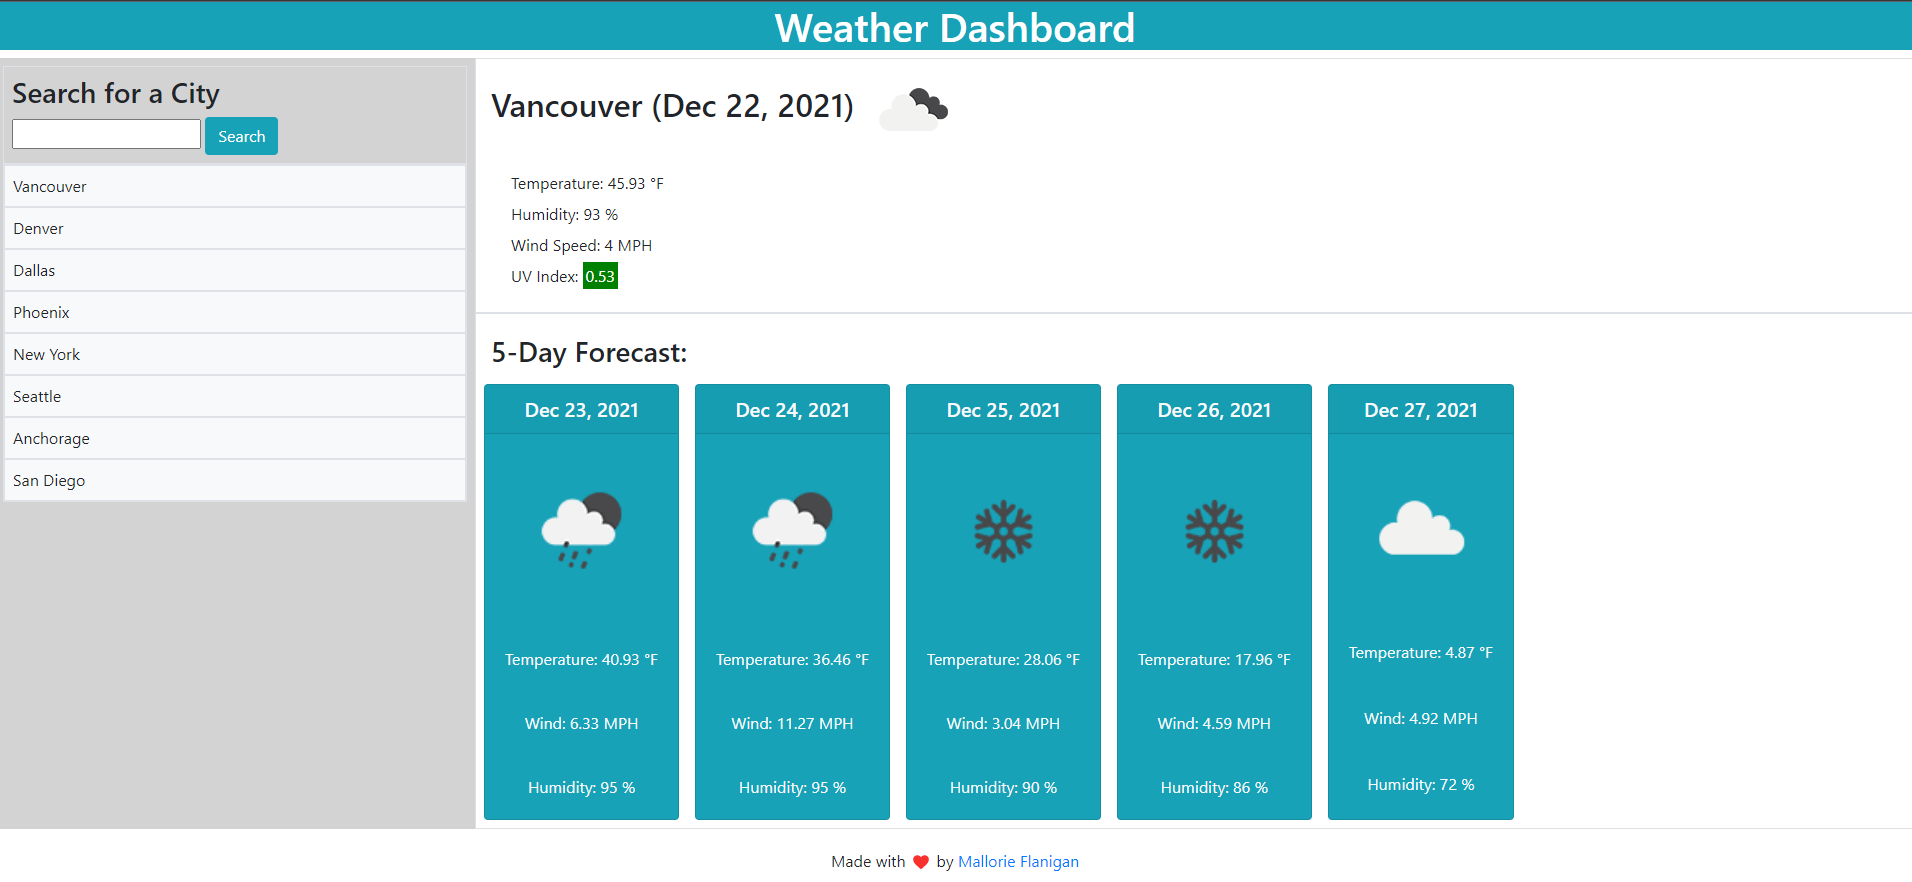 Weather Dashboard
Search for a City
Search
Vancouver
Denver
Dallas
Phoenix
New York
Seattle
Anchorage
San Diego
Vancouver (Dec 22, 2021)
Temperature: 45.93 °F
Humidity: 93 %
Wind Speed: 4 MPH
UV Index: 0.53
5-Day Forecast:
Dec 23, 2021
Temperature: 40.93 °F
Wind: 6.33 MPH
Humidity: 95 %
Dec 24, 2021
Temperature: 36.46 °F
Wind: 11.27 MPH
Humidity: 95 %
Dec 25, 2021
Temperature: 28.06 °F
Wind: 3.04 MPH
Humidity: 90 %
Dec 26, 2021
Temperature: 17.96 °F
Wind: 4.59 MPH
Humidity: 86 %
Dec 27, 2021
Temperature: 4.87 °F
Wind: 4.92 MPH
Humidity: 72 %
Made with ❤️ by Mallorie Flanigan